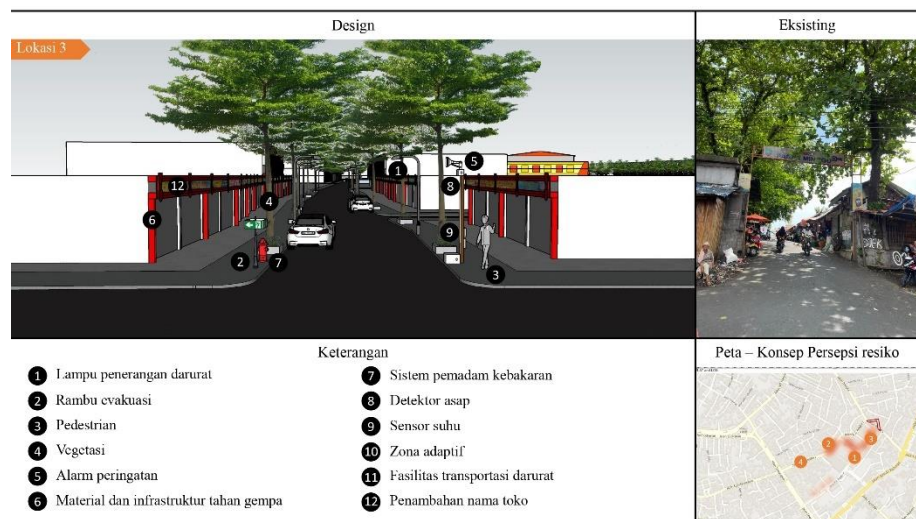 Design
Eksisting
Lokasi 3
Keterangan
1 Lampu penerangan darurat
2 Rambu evakuasi
3 Pedestrian
4 Vegetasi
5 Alarm peringatan
6 Material dan infrastruktur tahan gempa
7 Sistem pemadam kebakaran
8 Detektor asap
9 Sensor suhu
10 Zona adaptif
11 Fasilitas transportasi darurat
12 Penambahan nama toko
Peta – Konsep Persepsi resiko
12
6
4
2
7
1
5
8
9
3
4
2
1
3